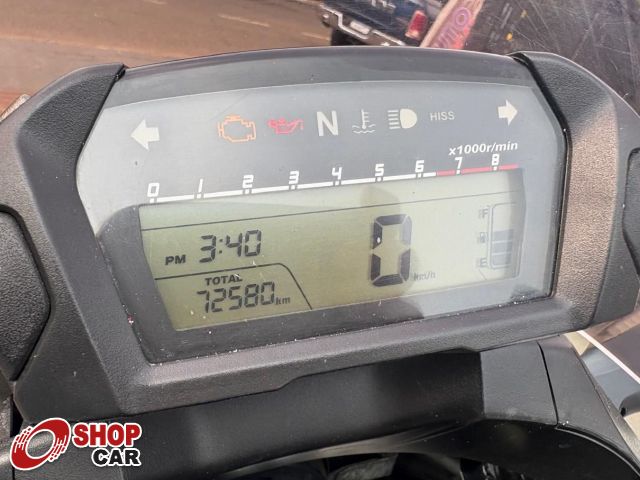 N HISS
x1000r/min
0 1 2 3 4 5 6 7 8
PM 3:40 0 km/h
F
E
TOTAL
72580 km
SHOP
CAR